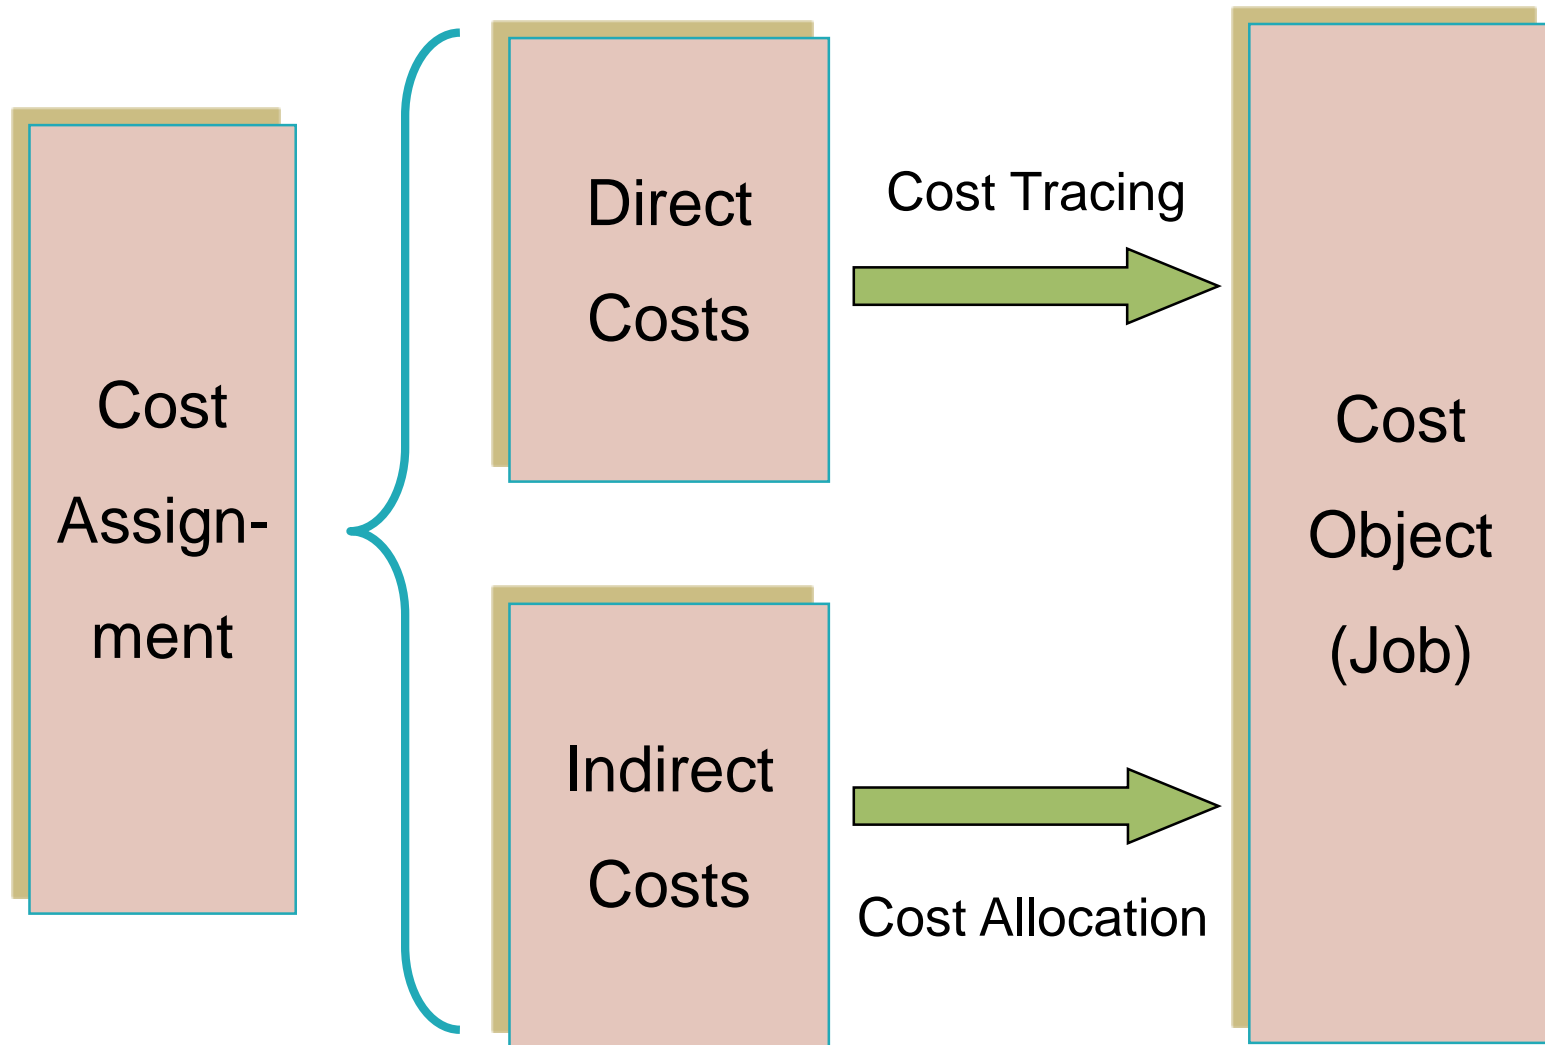 Cost
Assign-
ment
Direct
Costs
Cost Tracing
Indirect
Costs
Cost Allocation
Cost
Object
(Job)